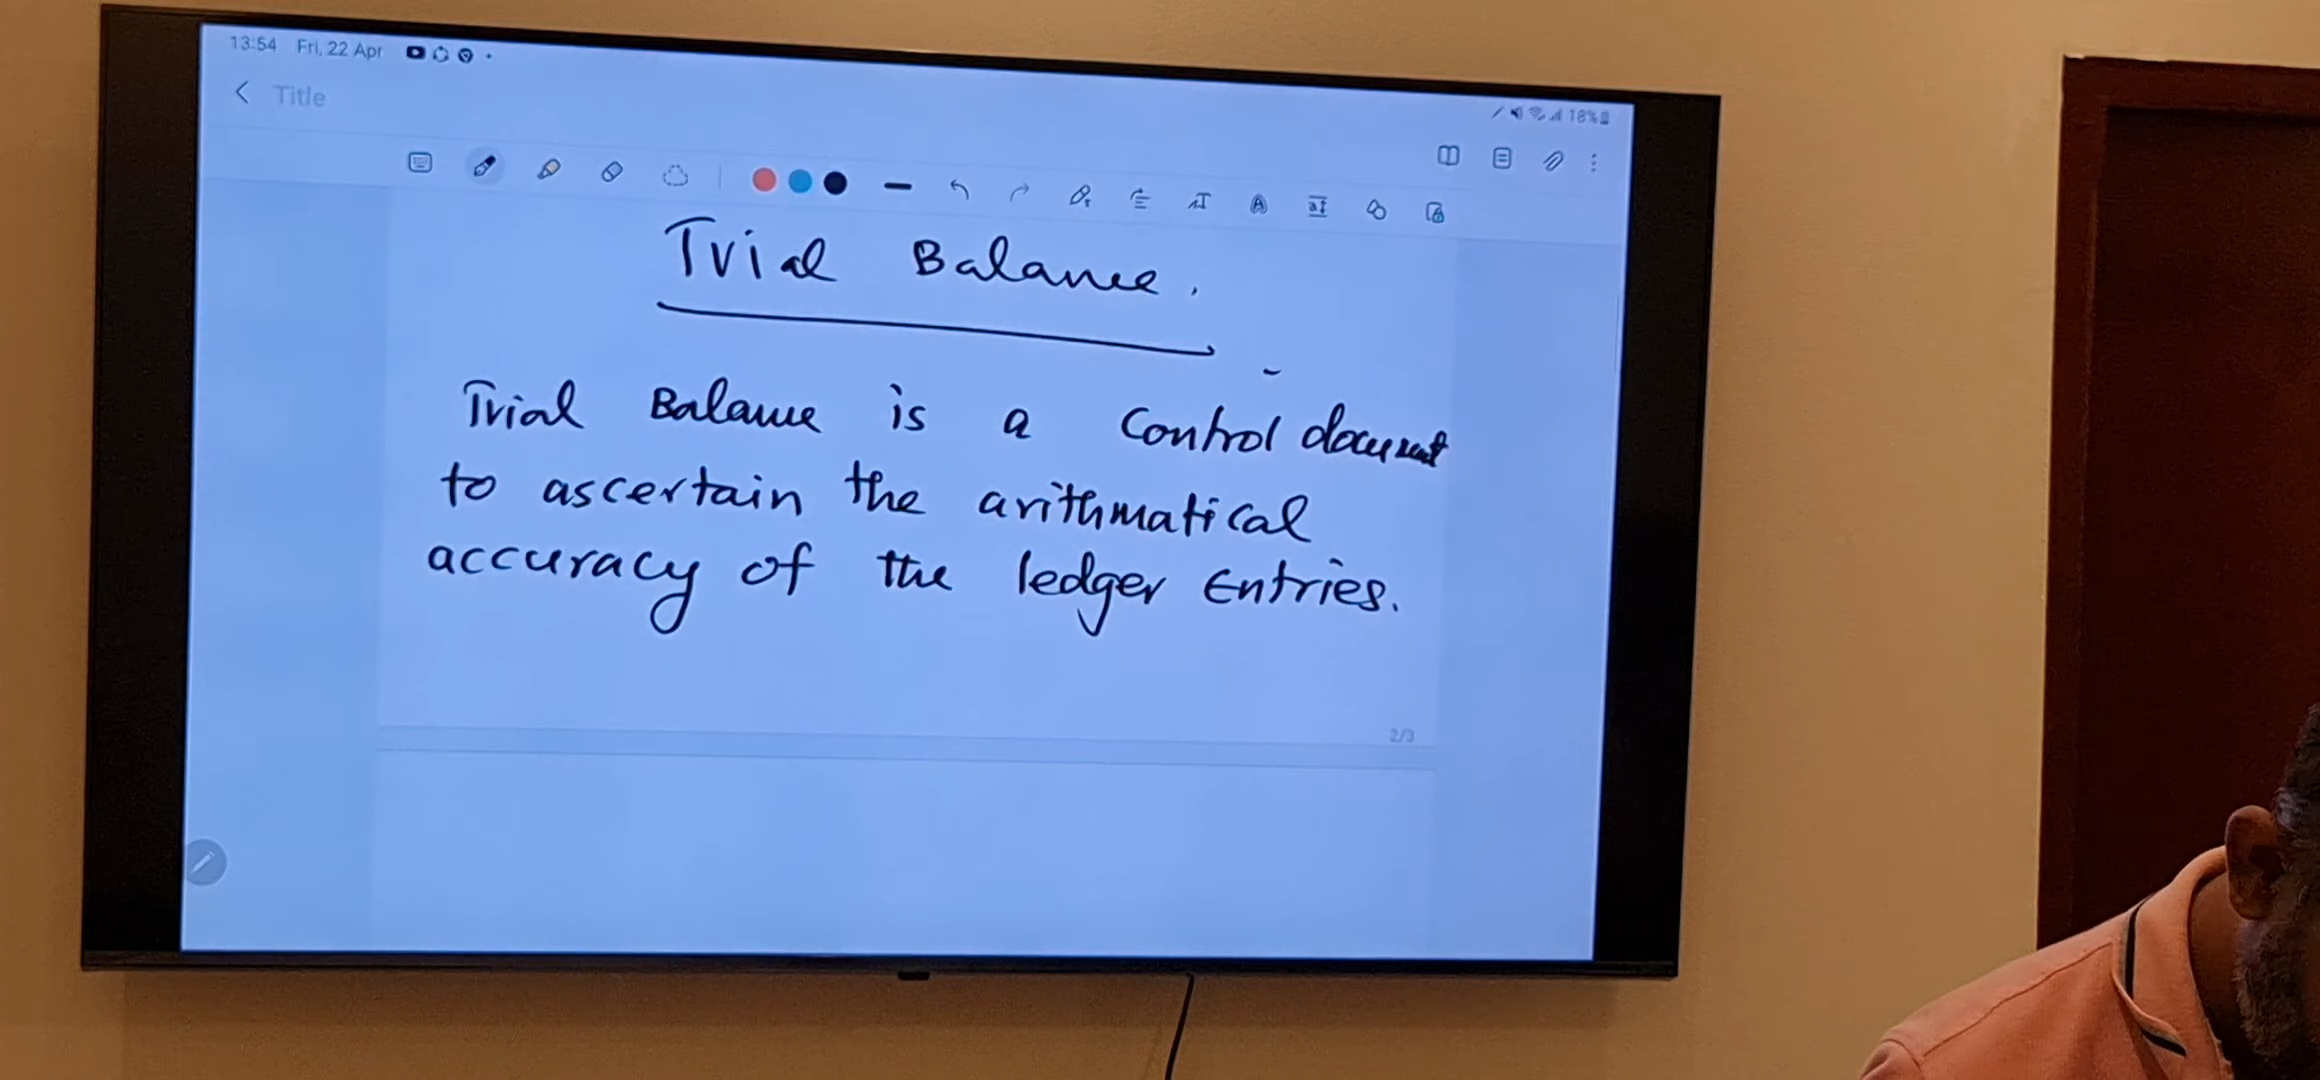 13:54 Fri, 22 Apr
18%
Title
Trial Balance.
Trial Balance is a Control document
to ascertain the arithmatical
accuracy of the ledger Entries.
2/3